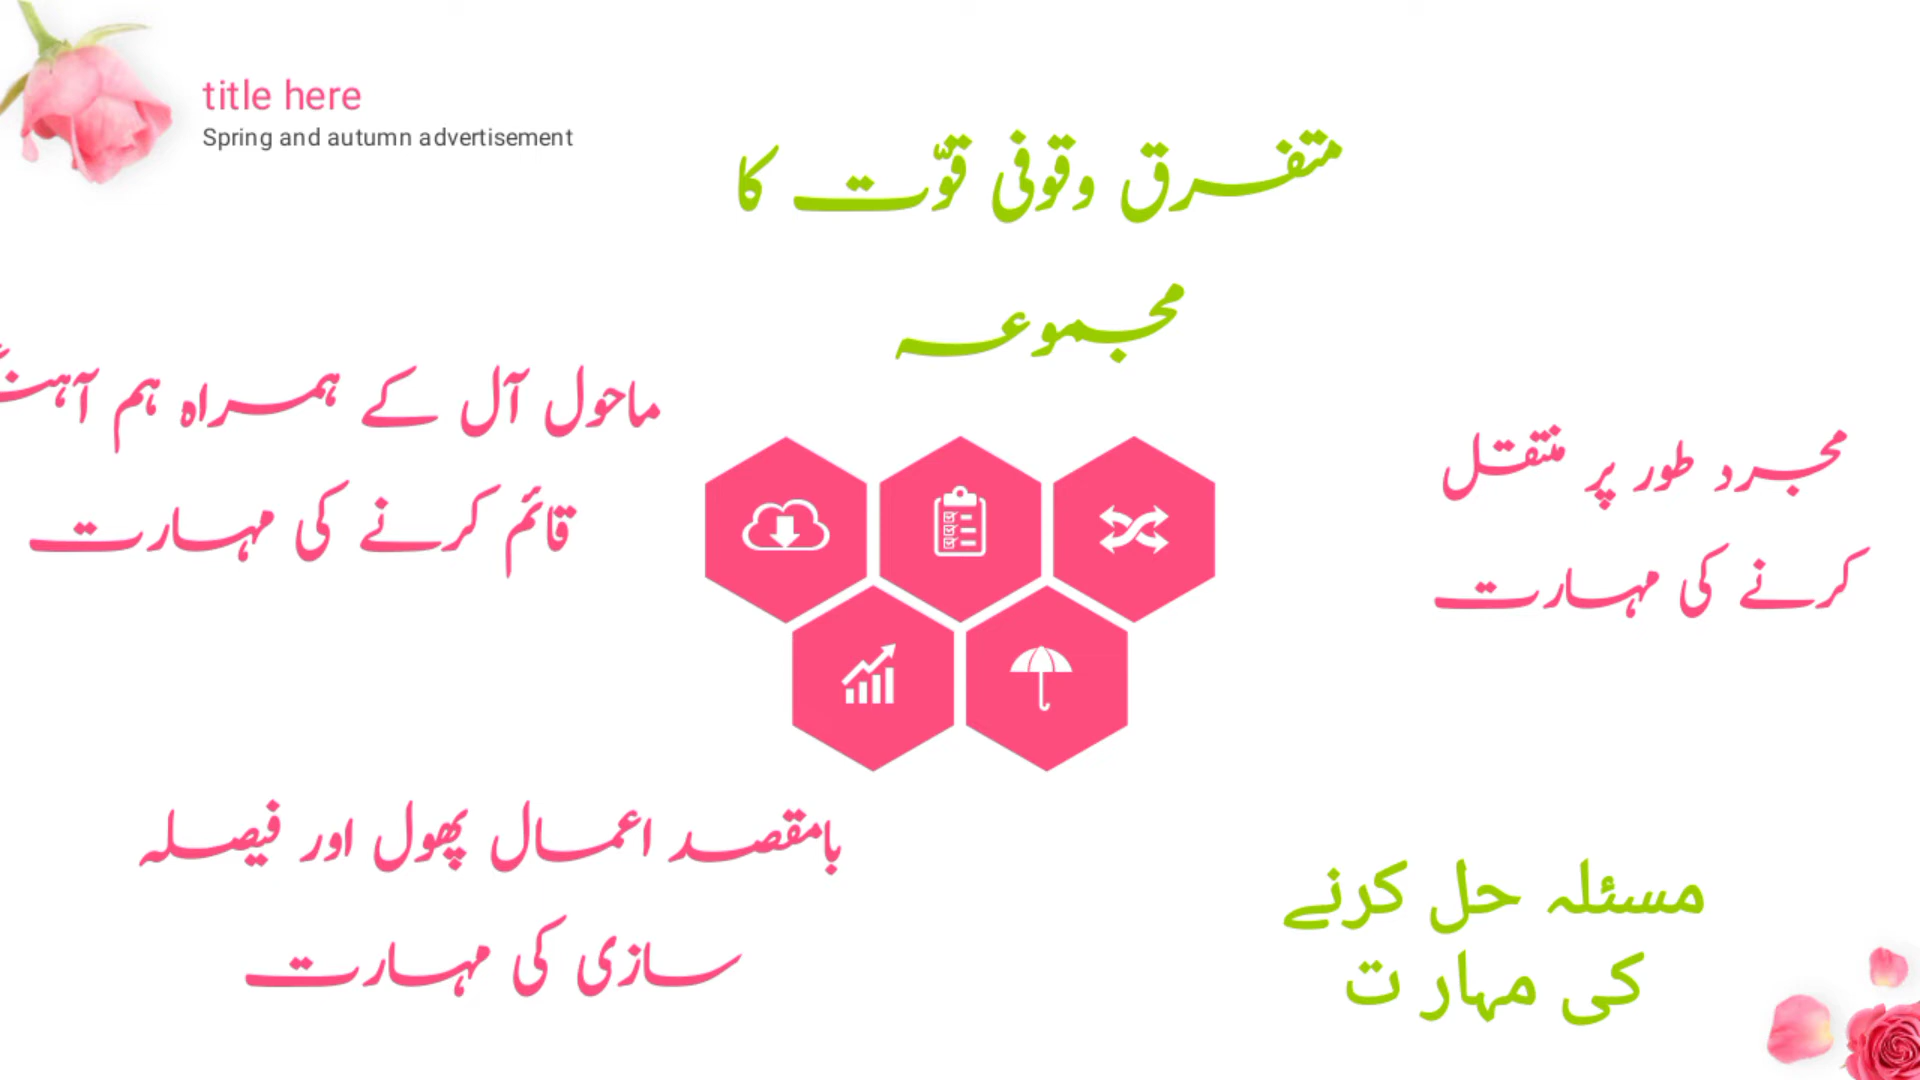 title here
Spring and autumn advertisement
متفرق وقوفی قوّت کا
مجموعہ
ماحول آل کے ہمراہ ہم
قائم کرنے کی مہارت
مجرد طور پر منتقل
کرنے کی مہارت
بامقصد اعمال پھول اور فیصلہ
سازی کی مہارت
مسئلہ حل کرنے
کی مہار ت